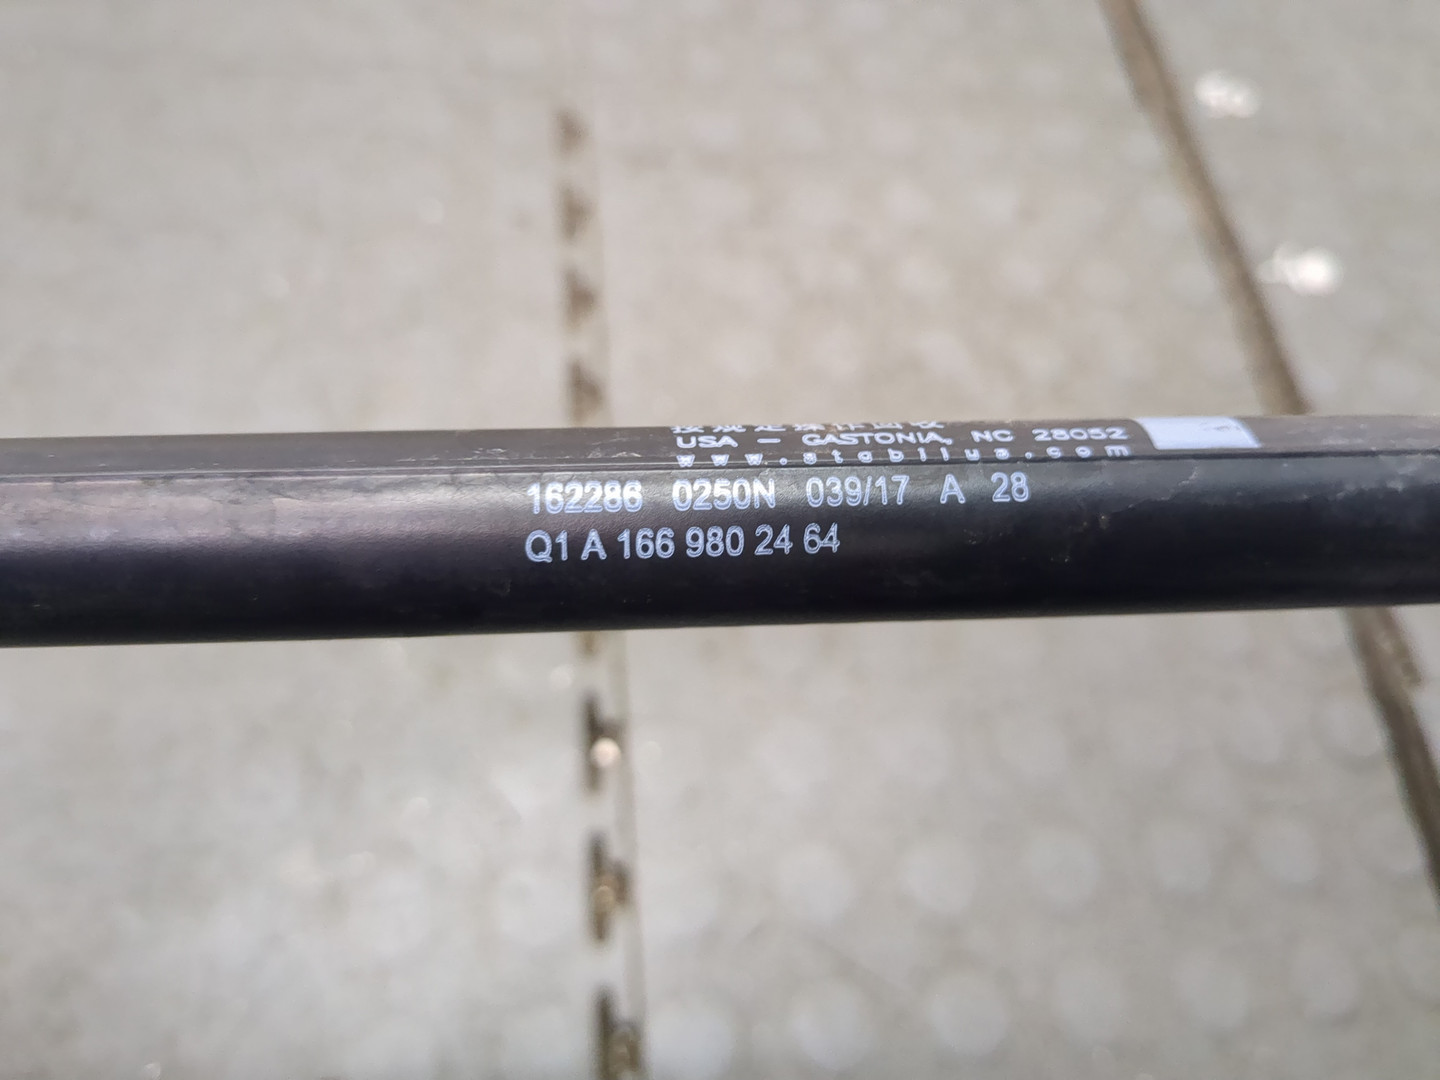 USA - GASTONIA, NC 28052
www.stabilus.com
162286 0250N 039/17 A 28
Q1 A 166 980 24 64